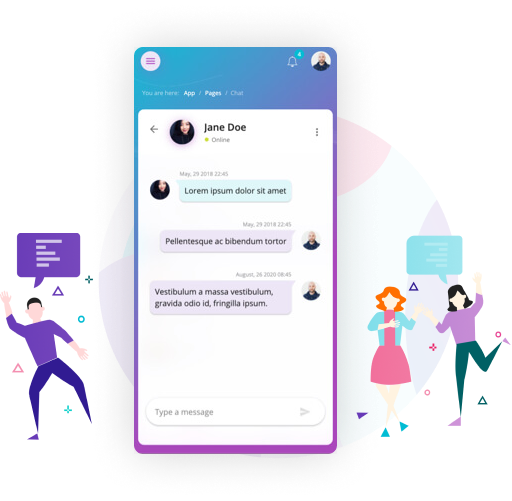 4
You are here: App / Pages / Chat
Jane Doe
Online
May, 29 2018 22:45
Lorem ipsum dolor sit amet
May, 29 2018 22:45
Pellentesque ac bibendum tortor
August, 26 2020 08:45
Vestibulum a massa vestibulum,
gravida odio id, fringilla ipsum.
Type a message